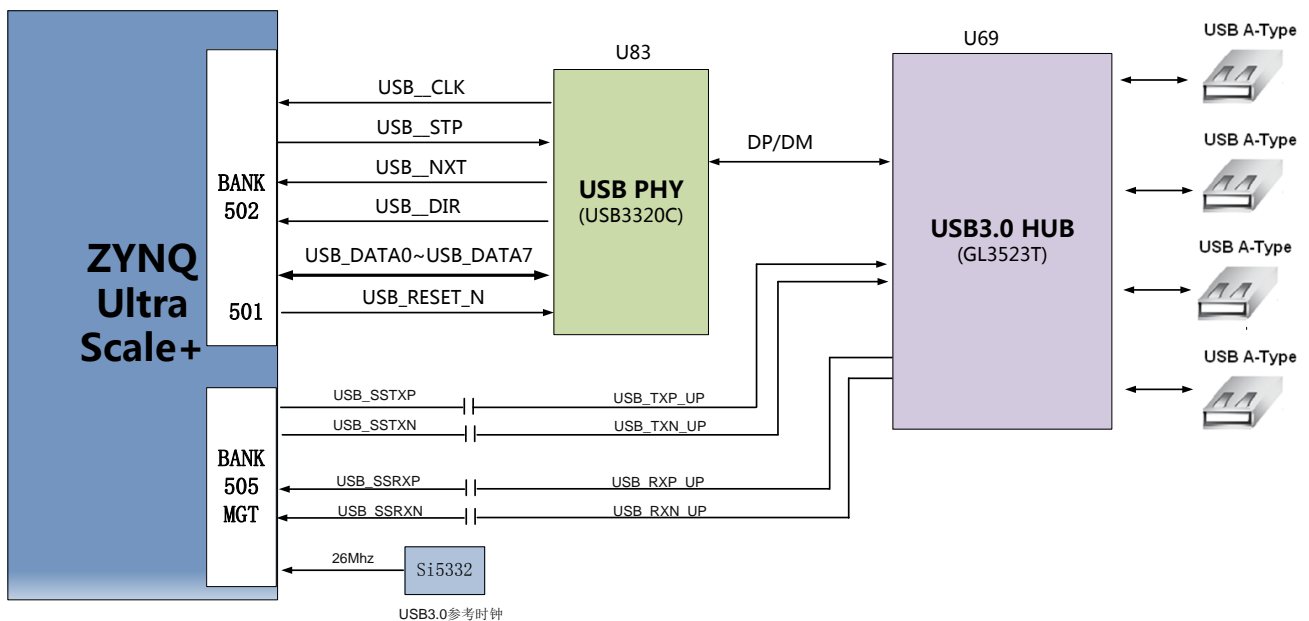 ZYNQ
Ultra
Scale+
BANK
502
501
BANK
505
MGT
USB__CLK
USB__STP
USB__NXT
USB__DIR
USB_DATA0~USB_DATA7
USB_RESET_N
U83
USB PHY
(USB3320C)
DP/DM
U69
USB3.0 HUB
(GL3523T)
USB A-Type
USB A-Type
USB A-Type
USB A-Type
USB_SSTXP
USB_TXP_UP
USB_SSTXN
USB_TXN_UP
USB_SSRXP
USB_RXP_UP
USB_SSRXN
USB_RXN_UP
26Mhz
Si5332
USB3.0参考时钟